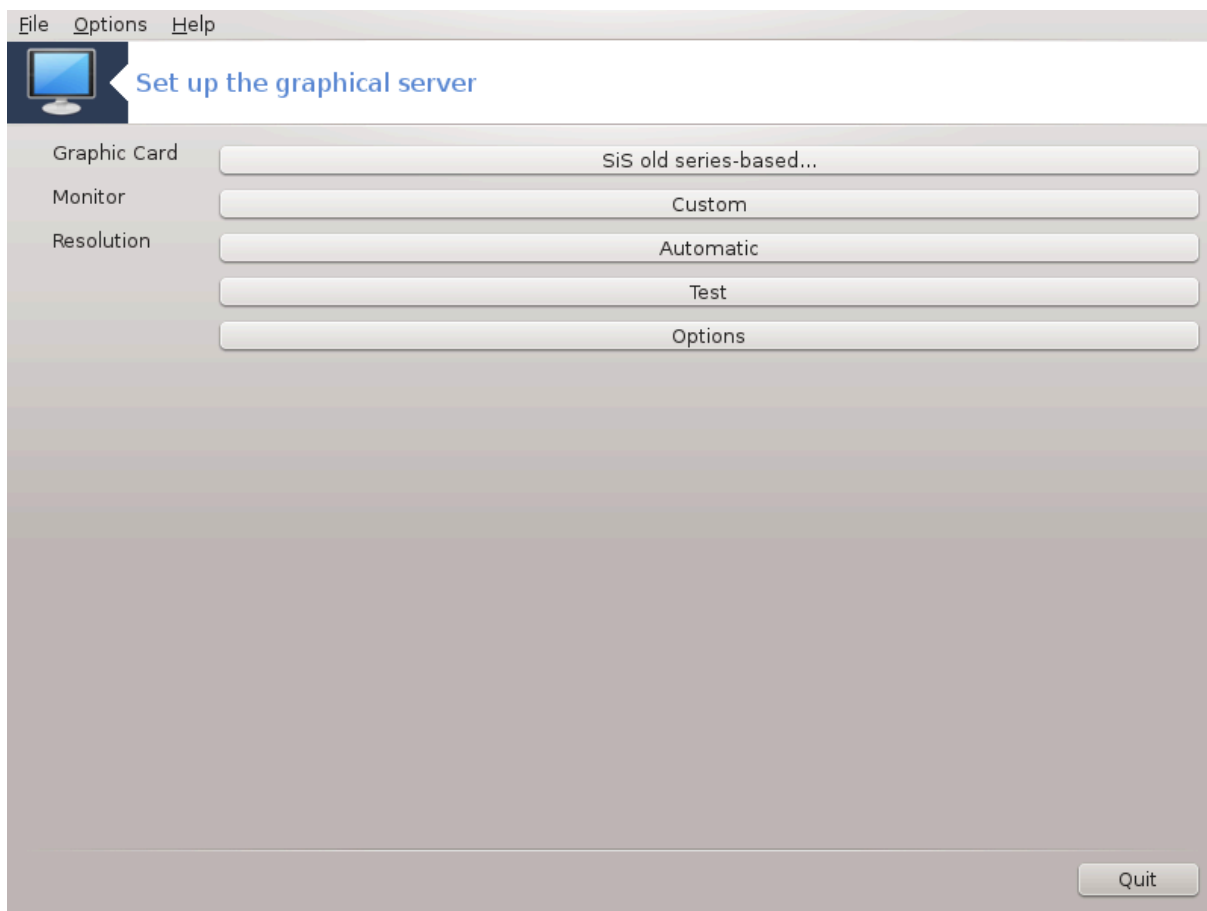 File Options Help
Set up the graphical server
Graphic Card
SiS old series-based...
Monitor
Custom
Resolution
Automatic
Test
Options
Quit